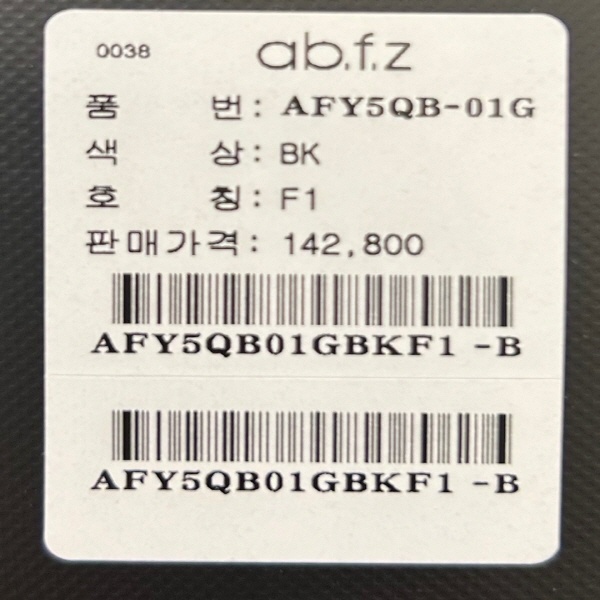 0038 ab.f.z
품 번: AFY5QB-01G
색 상: BK
호 칭: F1
판매가격: 142,800
AFY5QB01GBKF1 -B
AFY5QB01GBKF1 -B